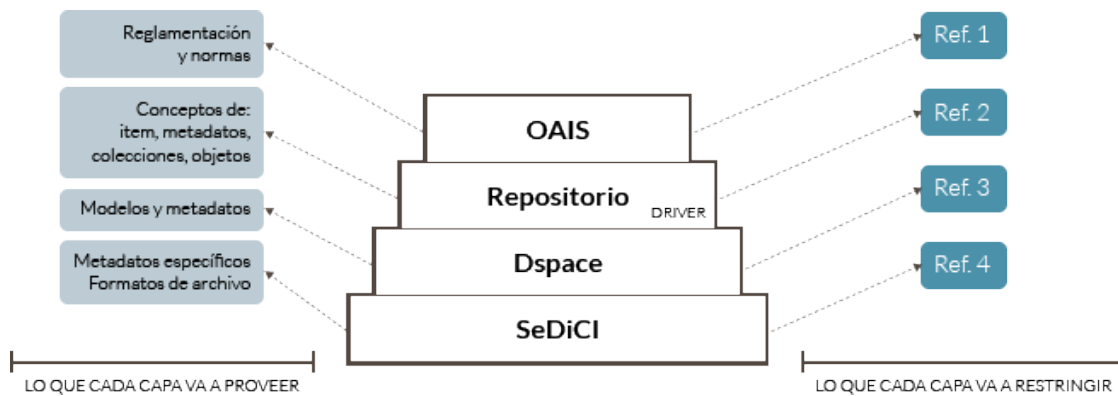 Reglamentación
y normas
Ref. 1
Conceptos de:
item, metadatos,
colecciones, objetos
OAIS
Ref. 2
Repositorio
DRIVER
Modelos y metadatos
Ref. 3
Metadatos específicos
Formatos de archivo
Dspace
Ref. 4
SeDiCI
LO QUE CADA CAPA VA A PROVEER
LO QUE CADA CAPA VA A RESTRINGIR